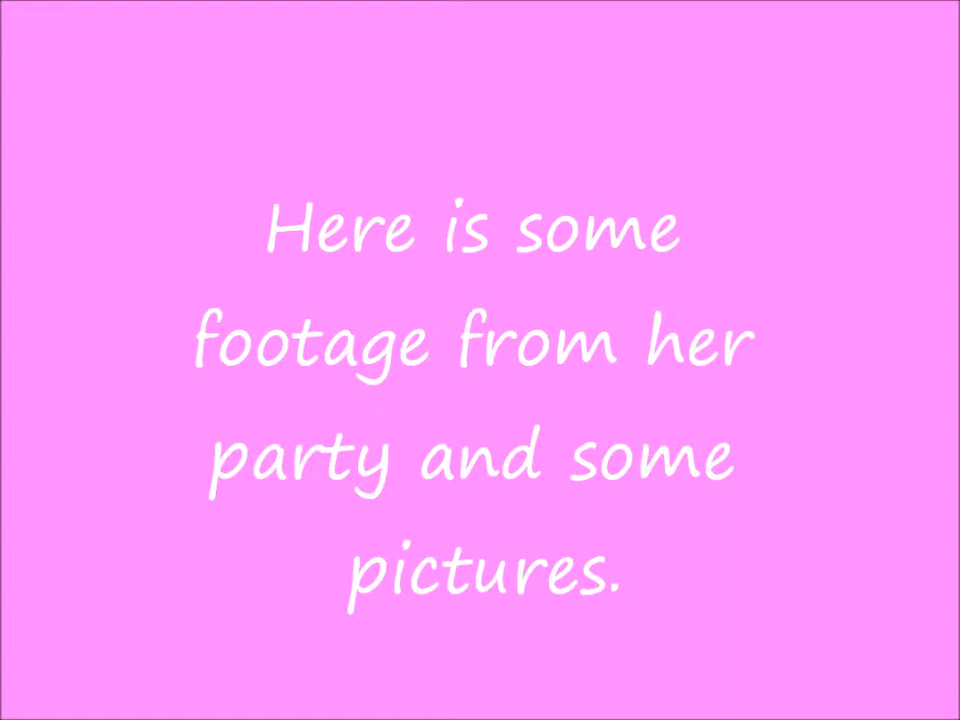 Here is some
footage from her
party and some
pictures.